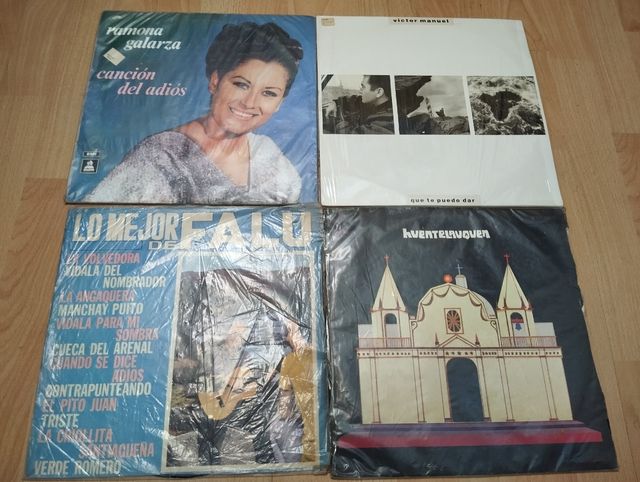 ramona
galarza
canción
del adiós
victor manuel
que te puedo dar
LO MEJOR
DE FALU
LA VOLVEDORA
VIDALA DEL
NOMBRADOR
LA ANGAQUERA
MANCHAY PUITO
VIDALA PARA MI
SOMBRA
CUECA DEL ARENAL
CUANDO SE DICE
ADIOS
CONTRAPUNTEANDO
EL PITO JUAN
TRISTE
LA CRIOLLITA
SANTIAGUEÑA
VERDE ROMERO
huentelauquen